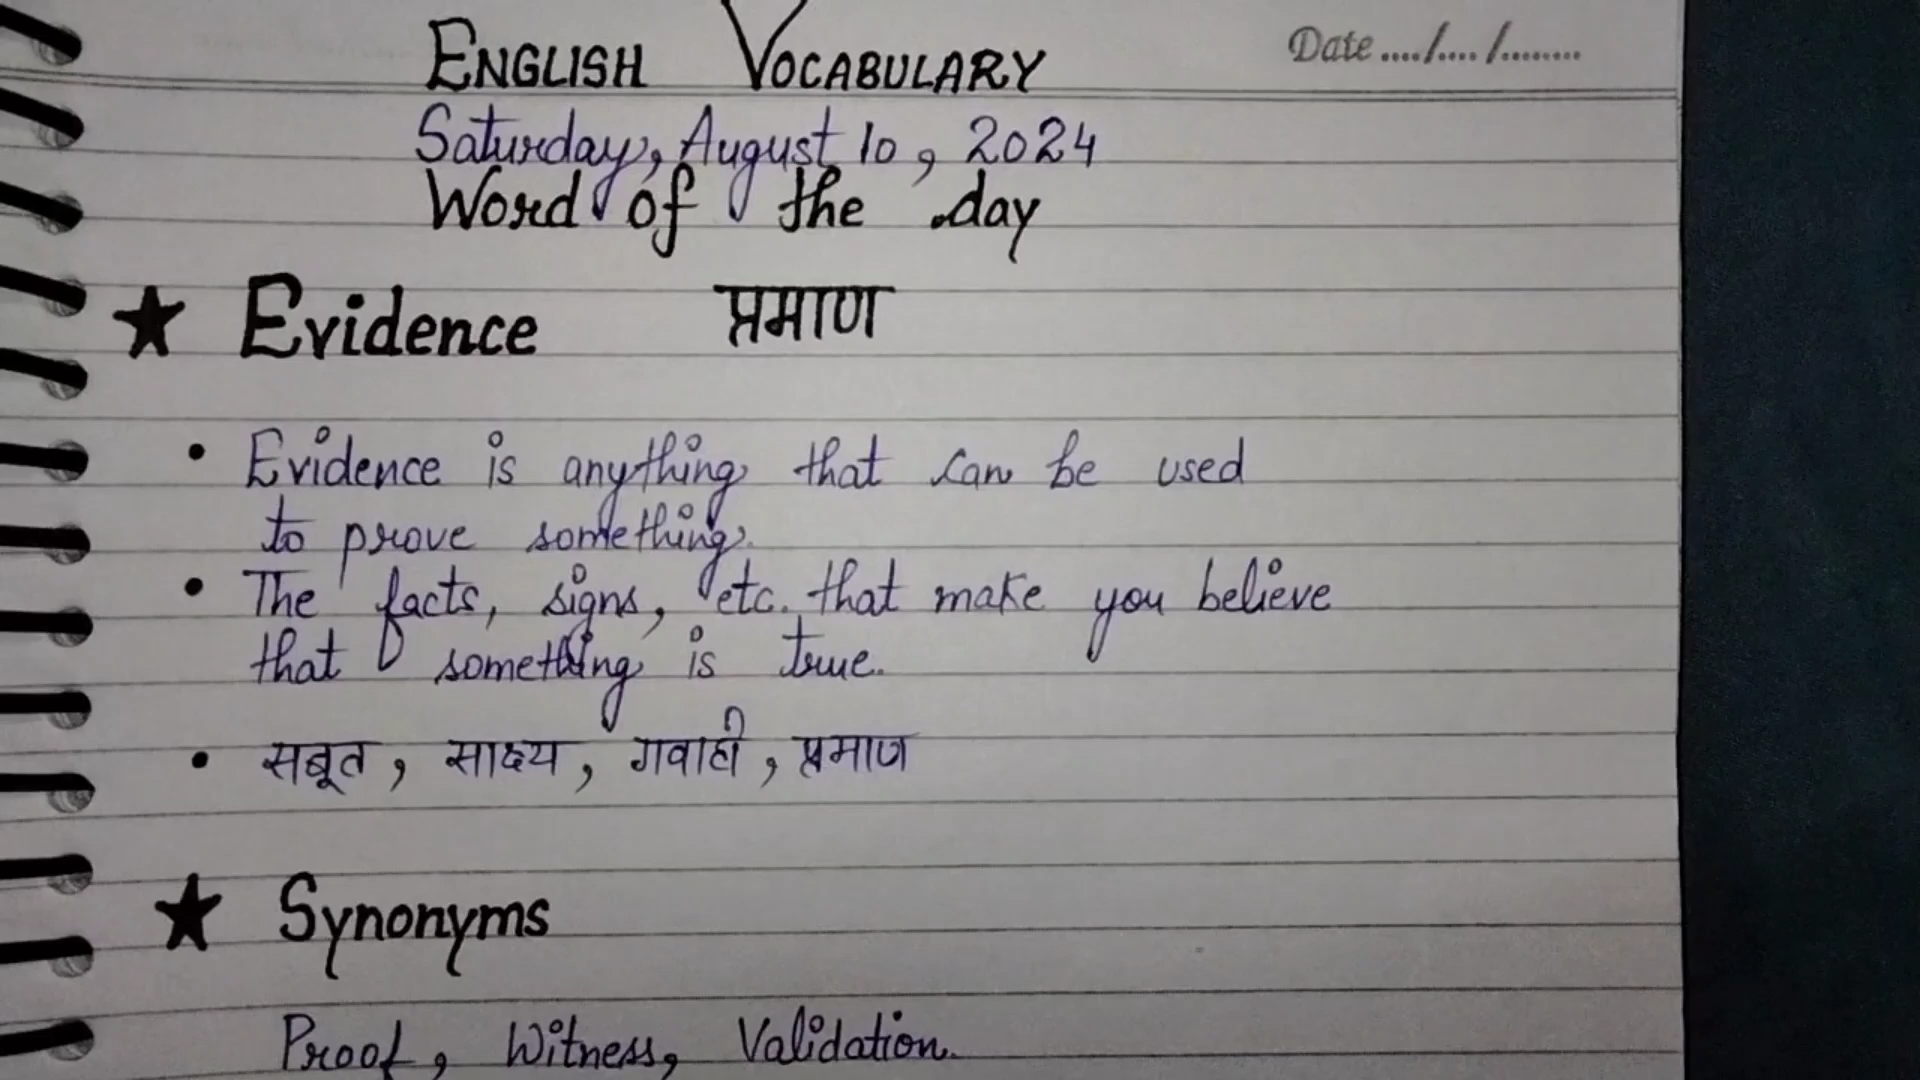 ENGLISH VOCABULARY
Date ..../..../.........
Saturday, August 10, 2024
Word of the day
★ Evidence प्रमाण
• Evidence is anything that can be used
to prove something.
• The facts, signs, etc. that make you believe
that something is true.
• सबूत, साक्ष्य, गवाही, प्रमाण
★ Synonyms
Proof, Witness, Validation.